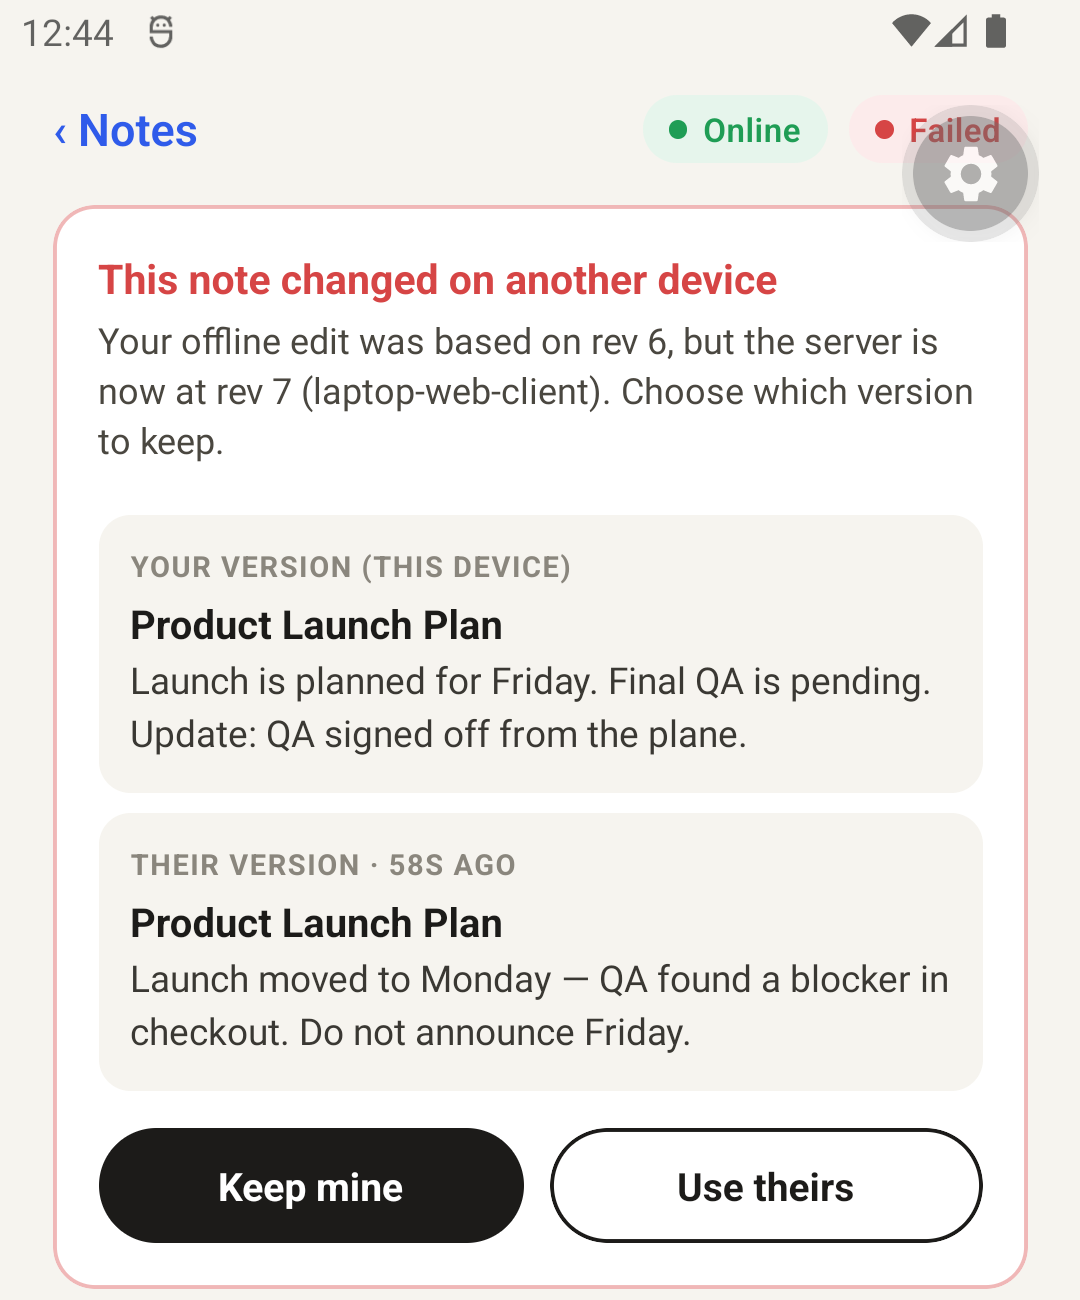 12:44
‹ Notes
Online
Failed
This note changed on another device
Your offline edit was based on rev 6, but the server is
now at rev 7 (laptop-web-client). Choose which version
to keep.
YOUR VERSION (THIS DEVICE)
Product Launch Plan
Launch is planned for Friday. Final QA is pending.
Update: QA signed off from the plane.
THEIR VERSION · 58S AGO
Product Launch Plan
Launch moved to Monday — QA found a blocker in
checkout. Do not announce Friday.
Keep mine
Use theirs